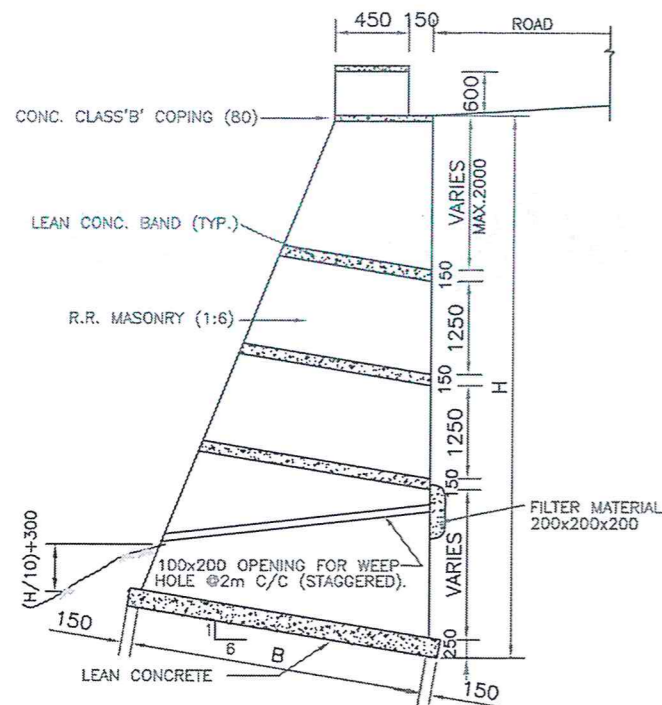 450 150 ROAD
600
CONC. CLASS'B' COPING (80)
VARIES
MAX.2000
LEAN CONC. BAND (TYP.)
150
R.R. MASONRY (1:6)
1250
H
150
1250
150
FILTER MATERIAL
200x200x200
(H/10)+300
100x200 OPENING FOR WEEP
HOLE @2m C/C (STAGGERED).
VARIES
150
1
6
B
250
LEAN CONCRETE
150